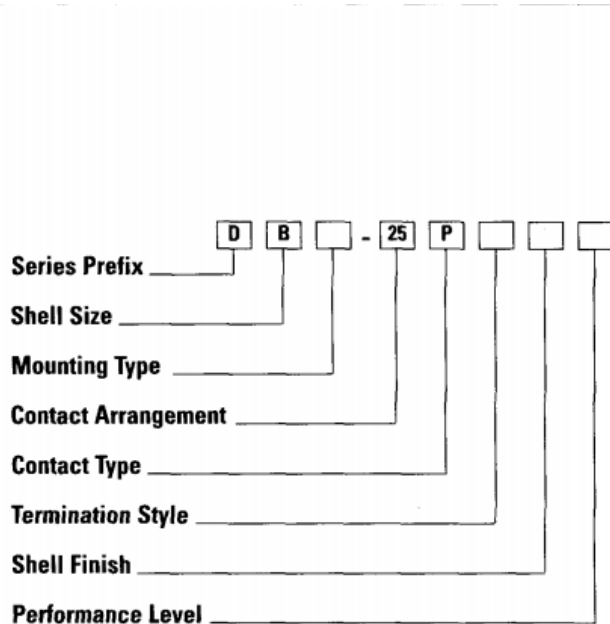 D B - 25 P
Series Prefix
Shell Size
Mounting Type
Contact Arrangement
Contact Type
Termination Style
Shell Finish
Performance Level